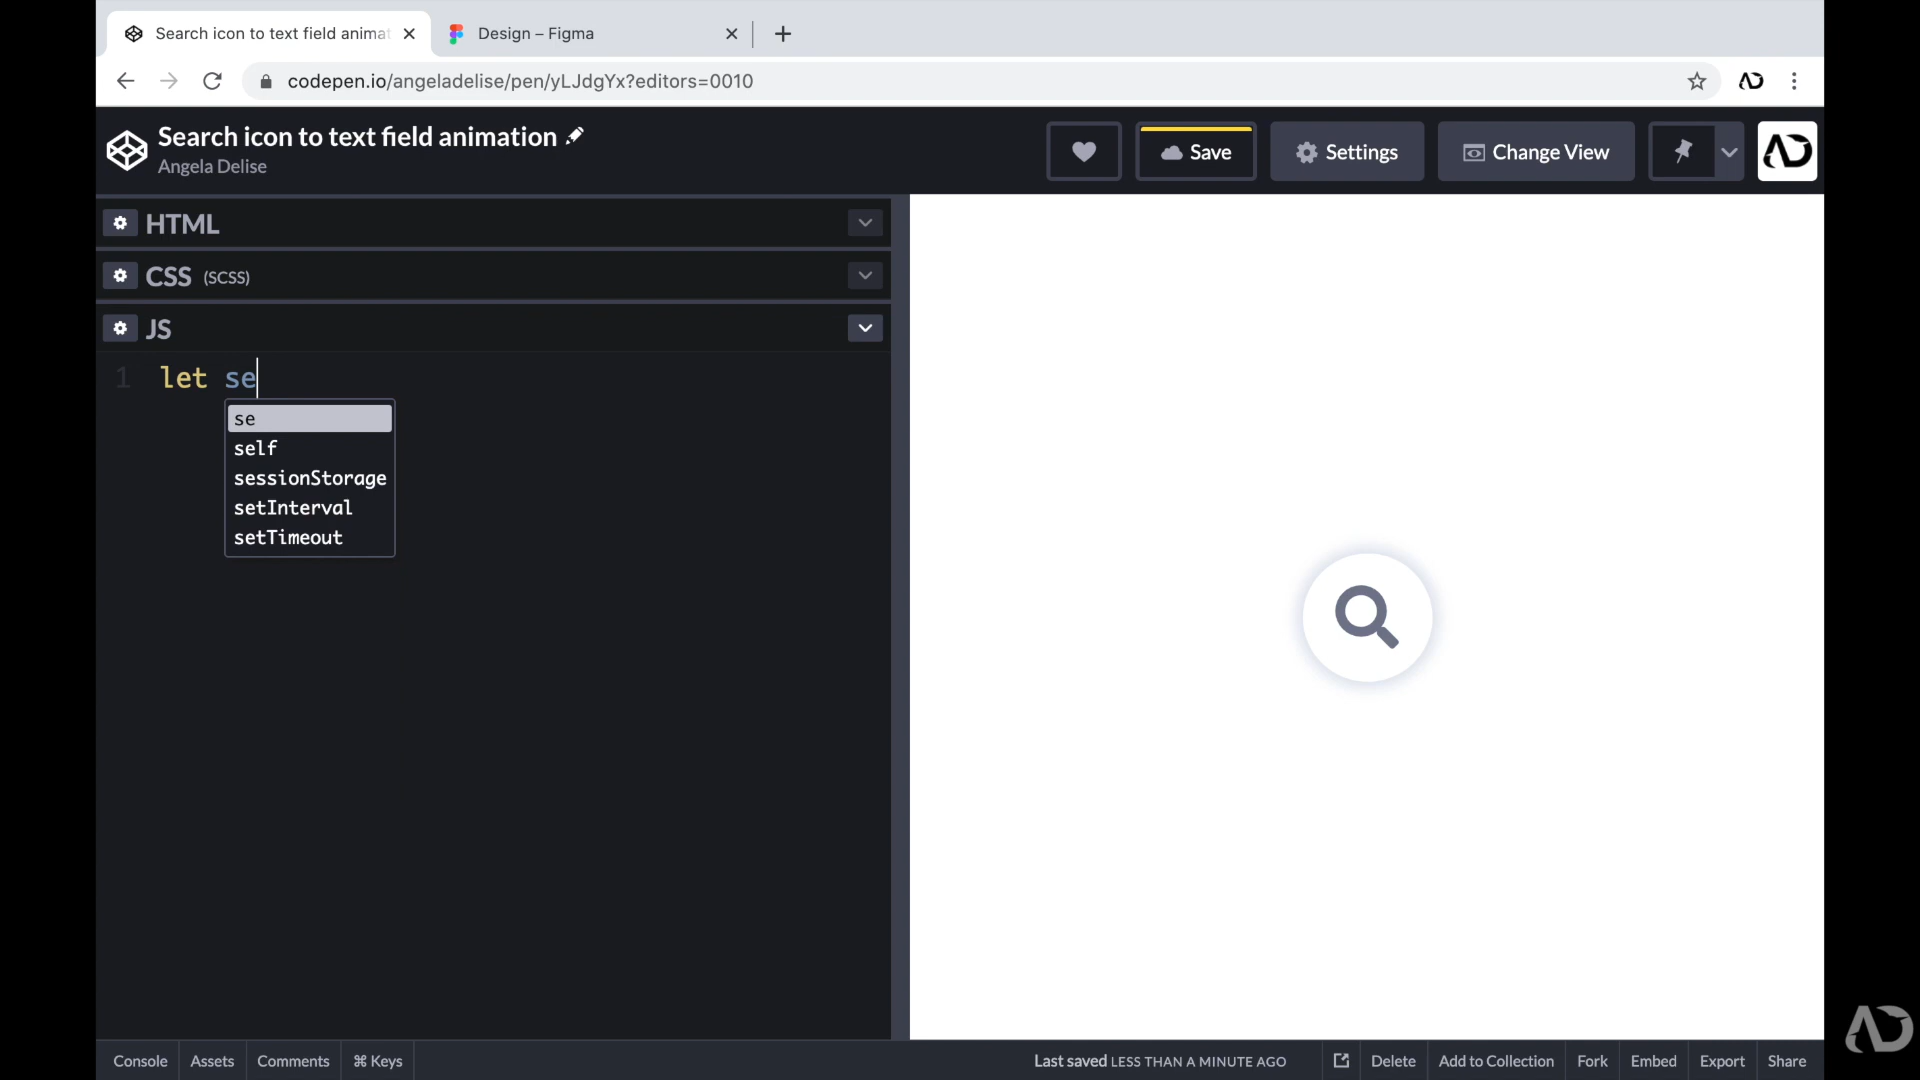 Search icon to text field animat
Design – Figma
codepen.io/angeladelise/pen/yLJdgYx?editors=0010
Search icon to text field animation
Angela Delise
Save
Settings
Change View
HTML
CSS (SCSS)
JS
1 let se
se
self
sessionStorage
setInterval
setTimeout
Console
Assets
Comments
⌘ Keys
Last saved LESS THAN A MINUTE AGO
Delete
Add to Collection
Fork
Embed
Export
Share